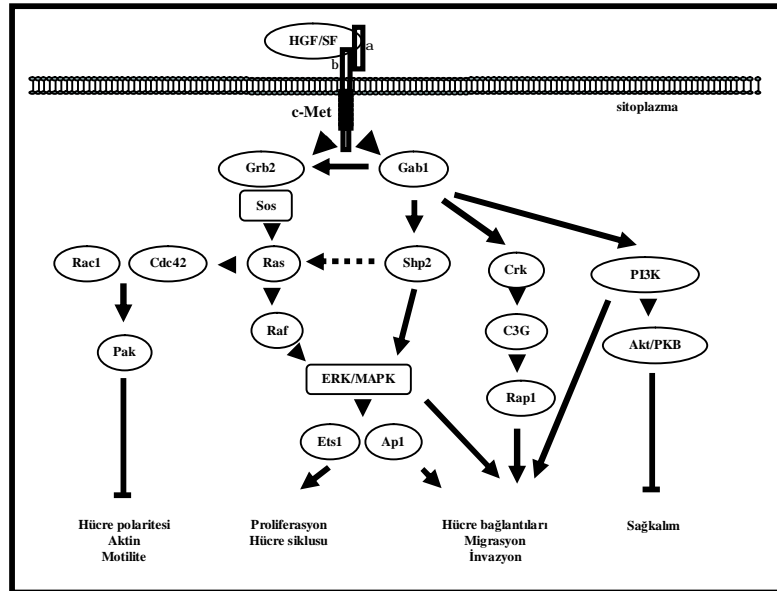 HGF/SF
a
b
sitoplazma
c-Met
Grb2
Gab1
Sos
Rac1
Cdc42
Ras
Shp2
Crk
PI3K
Raf
C3G
Pak
Akt/PKB
ERK/MAPK
Rap1
Ets1
Ap1
Hücre polaritesi
Aktin
Motilite
Proliferasyon
Hücre siklusu
Hücre bağlantıları
Migrasyon
İnvazyon
Sağkalım